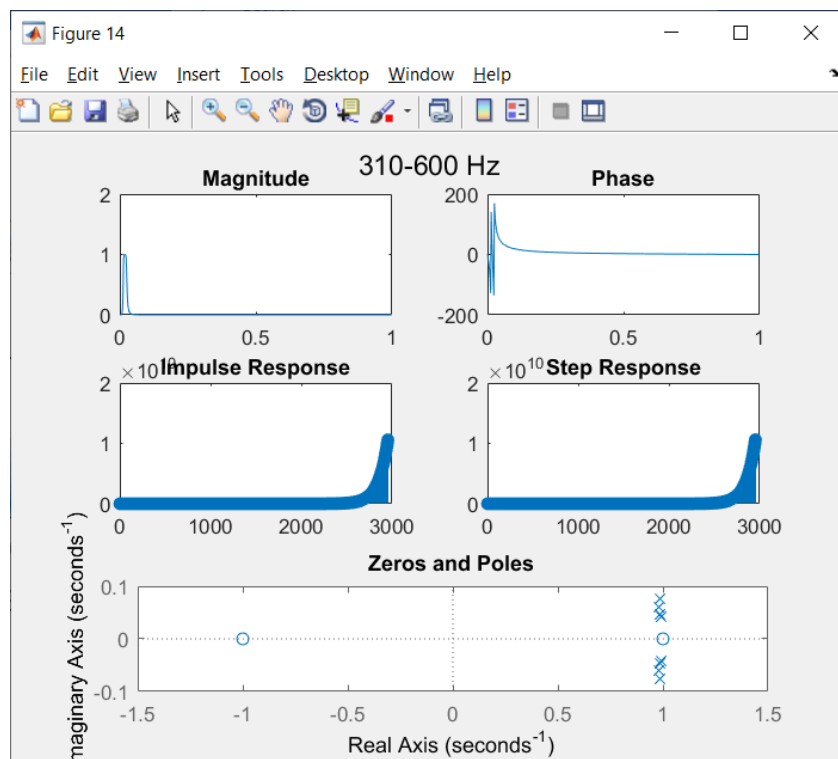 Figure 14
File Edit View Insert Tools Desktop Window Help
310-600 Hz
Magnitude
2
1
0
0 0.5 1
Phase
200
0
-200
0 0.5 1
×10
Impulse Response
2
1
0
0 1000 2000 3000
×10^10 Step Response
2
1
0
0 1000 2000 3000
Zeros and Poles
maginary Axis (seconds^-1)
0.1
0
-0.1
-1.5 -1 -0.5 0 0.5 1 1.5
Real Axis (seconds^-1)